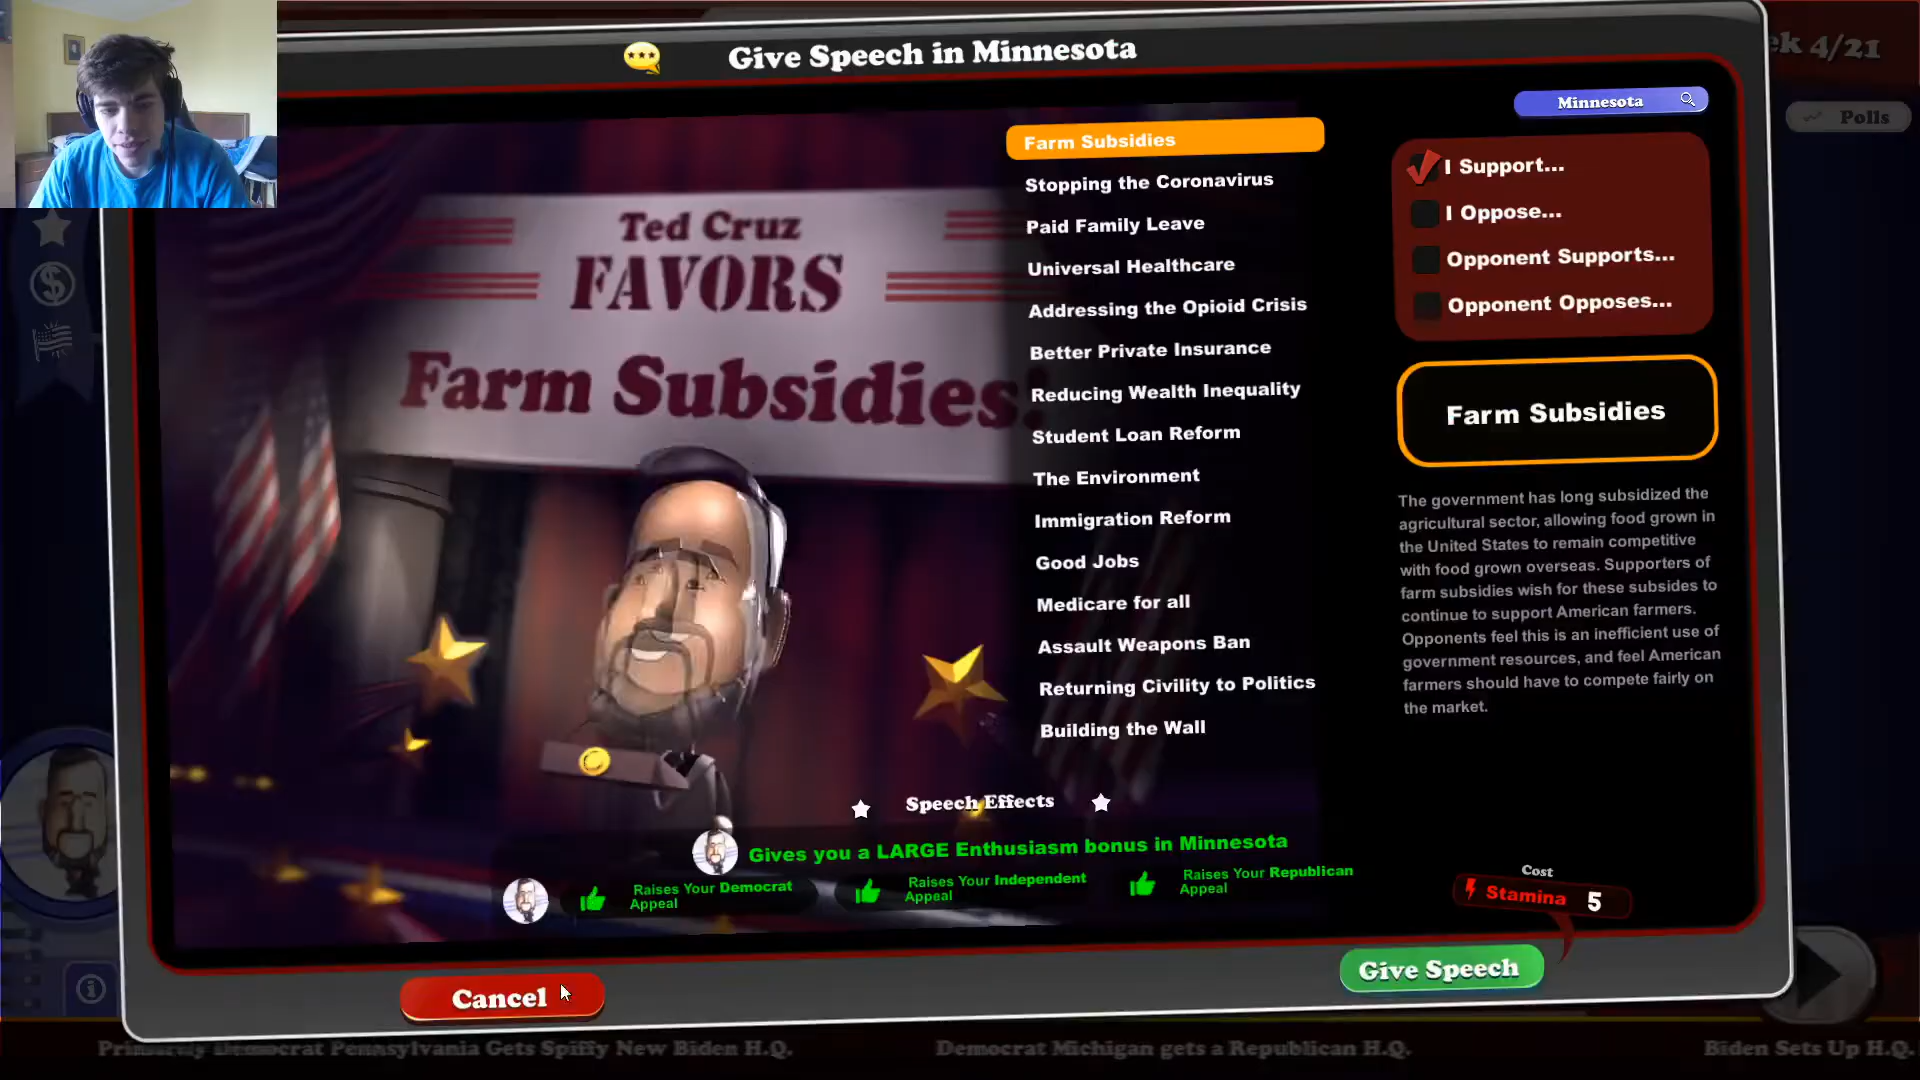 Give Speech in Minnesota
ek 4/21
Minnesota
Polls
Ted Cruz
FAVORS
Farm Subsidies!
Farm Subsidies
Stopping the Coronavirus
Paid Family Leave
Universal Healthcare
Addressing the Opioid Crisis
Better Private Insurance
Reducing Wealth Inequality
Student Loan Reform
The Environment
Immigration Reform
Good Jobs
Medicare for all
Assault Weapons Ban
Returning Civility to Politics
Building the Wall
I Support...
I Oppose...
Opponent Supports...
Opponent Opposes...
Farm Subsidies
The government has long subsidized the
agricultural sector, allowing food grown in
the United States to remain competitive
with food grown overseas. Supporters of
farm subsidies wish for these subsides to
continue to support American farmers.
Opponents feel this is an inefficient use of
government resources, and feel American
farmers should have to compete fairly on
the market.
Speech Effects
Gives you a LARGE Enthusiasm bonus in Minnesota
Raises Your Democrat
Appeal
Raises Your Independent
Appeal
Raises Your Republican
Appeal
Cost
Stamina 5
Cancel
Give Speech
Primarily Democrat Pennsylvania Gets Spiffy New Biden H.Q.
Democrat Michigan gets a Republican H.Q.
Biden Sets Up H.Q.